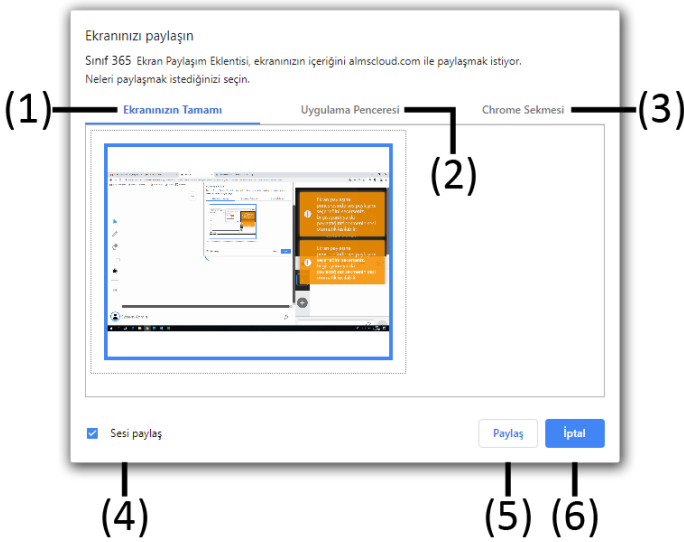 Ekranınızı paylaşın
Sınıf 365 Ekran Paylaşım Eklentisi, ekranınızın içeriğini almscloud.com ile paylaşmak istiyor.
Neleri paylaşmak istediğinizi seçin.
(1) Ekranınızın Tamamı Uygulama Penceresi Chrome Sekmesi (3)
(2)
Sesi paylaş Paylaş İptal
(4) (5) (6)